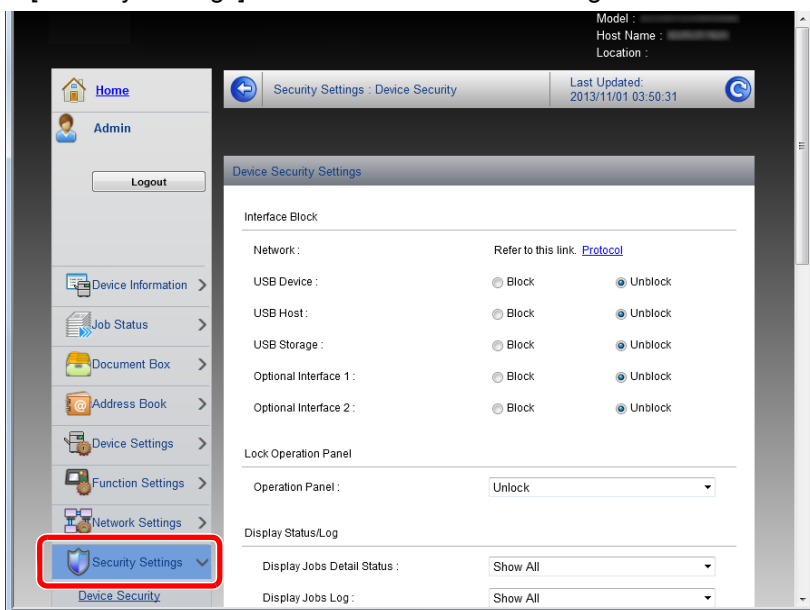 Model :
Host Name :
Location :
Home
Security Settings : Device Security
Last Updated:
2013/11/01 03:50:31
Admin
Logout
Device Security Settings
Interface Block
Network : Refer to this link. Protocol
USB Device : Block Unblock
USB Host : Block Unblock
USB Storage : Block Unblock
Optional Interface 1 : Block Unblock
Optional Interface 2 : Block Unblock
Lock Operation Panel
Operation Panel : Unlock
Display Status/Log
Display Jobs Detail Status : Show All
Display Jobs Log : Show All
Device Information
Job Status
Document Box
Address Book
Device Settings
Function Settings
Network Settings
Security Settings
Device Security